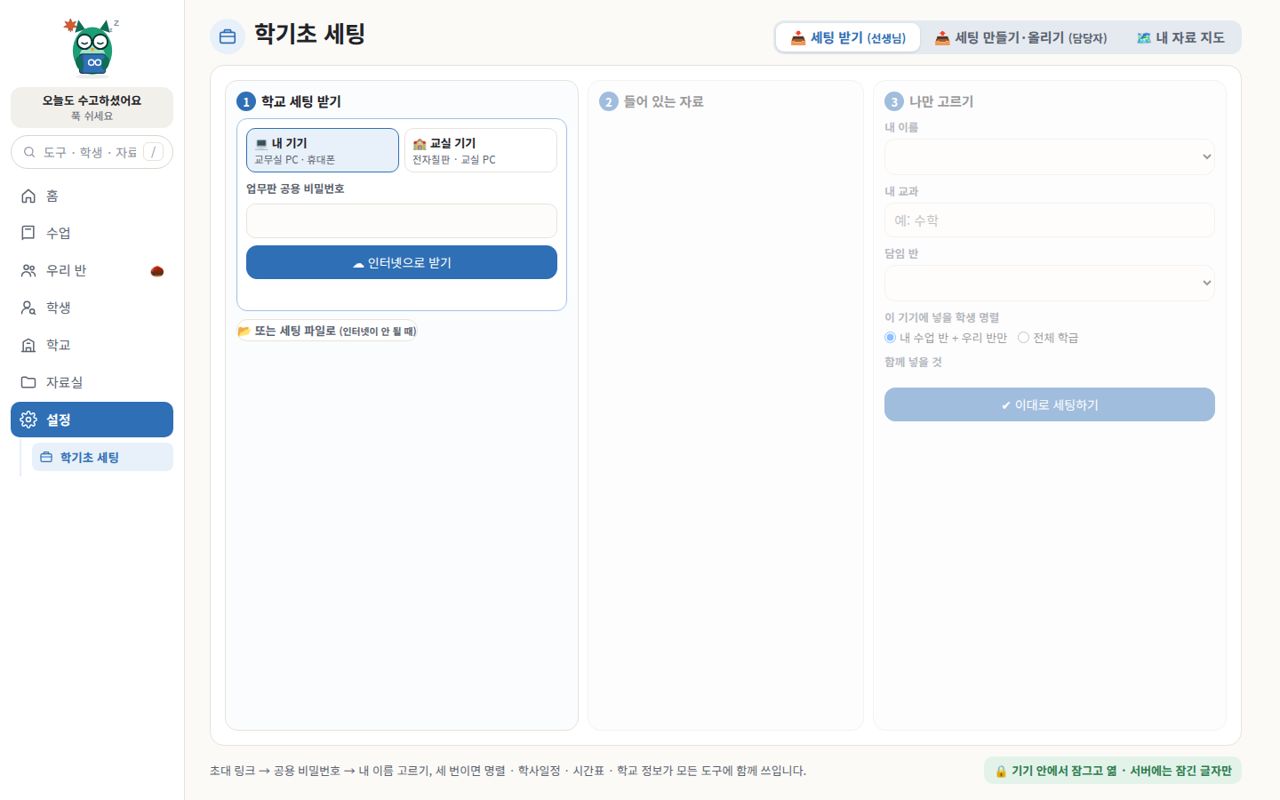 z
오늘도 수고하셨어요
푹 쉬세요
도구 · 학생 · 자료
/
홈
수업
우리 반
학생
학교
자료실
설정
학기초 세팅
학기초 세팅
세팅 받기 (선생님)
세팅 만들기·올리기 (담당자)
내 자료 지도
1 학교 세팅 받기
내 기기
교무실 PC · 휴대폰
교실 기기
전자칠판 · 교실 PC
업무판 공용 비밀번호
☁ 인터넷으로 받기
또는 세팅 파일로 (인터넷이 안 될 때)
2 들어 있는 자료
3 나만 고르기
내 이름
내 교과
예: 수학
담임 반
이 기기에 넣을 학생 명렬
내 수업 반 + 우리 반만
전체 학급
함께 넣을 것
✔ 이대로 세팅하기
초대 링크 → 공용 비밀번호 → 내 이름 고르기, 세 번이면 명렬 · 학사일정 · 시간표 · 학교 정보가 모든 도구에 함께 쓰입니다.
기기 안에서 잠그고 엶 · 서버에는 잠긴 글자만